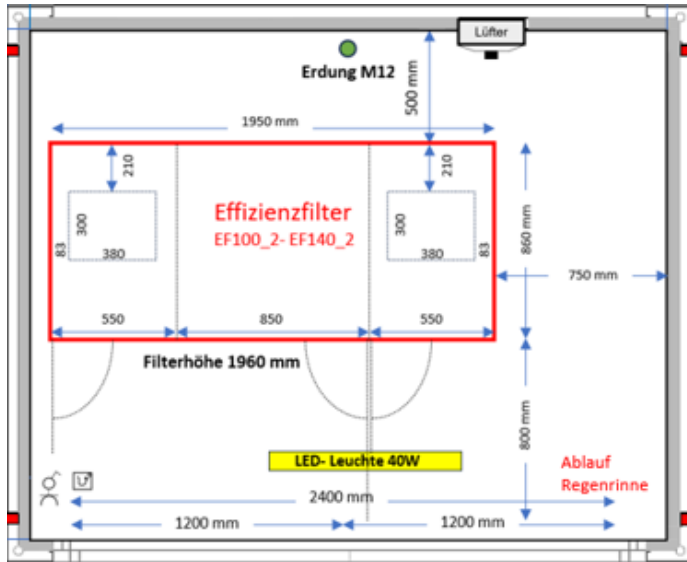 Lüfter
Erdung M12
500 mm
1950 mm
210
210
300
380
83
Effizienzfilter
EF100_2- EF140_2
300
380
83
860 mm
750 mm
550
850
550
Filterhöhe 1960 mm
800 mm
LED- Leuchte 40W
Ablauf
Regenrinne
2400 mm
1200 mm
1200 mm